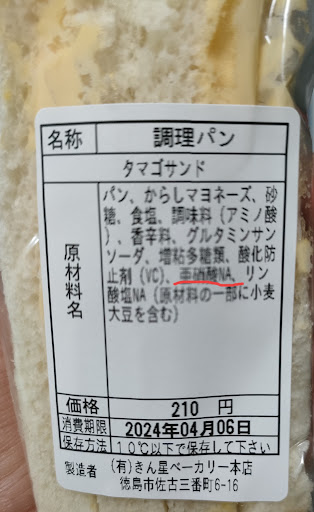 名称 調理パン
タマゴサンド
原材料名
パン、からしマヨネーズ、砂
糖、食塩、調味料（アミノ酸
）、香辛料、グルタミンサン
ソーダ、増粘多糖類、酸化防
止剤（VC）、亜硝酸NA、リン
酸塩NA（原材料の一部に小麦
大豆を含む）
価格 210 円
消費期限 2024年04月06日
保存方法 10℃以下で保存して下さい
製造者 （有）きん星ベーカリー本店
徳島市佐古三番町6-16